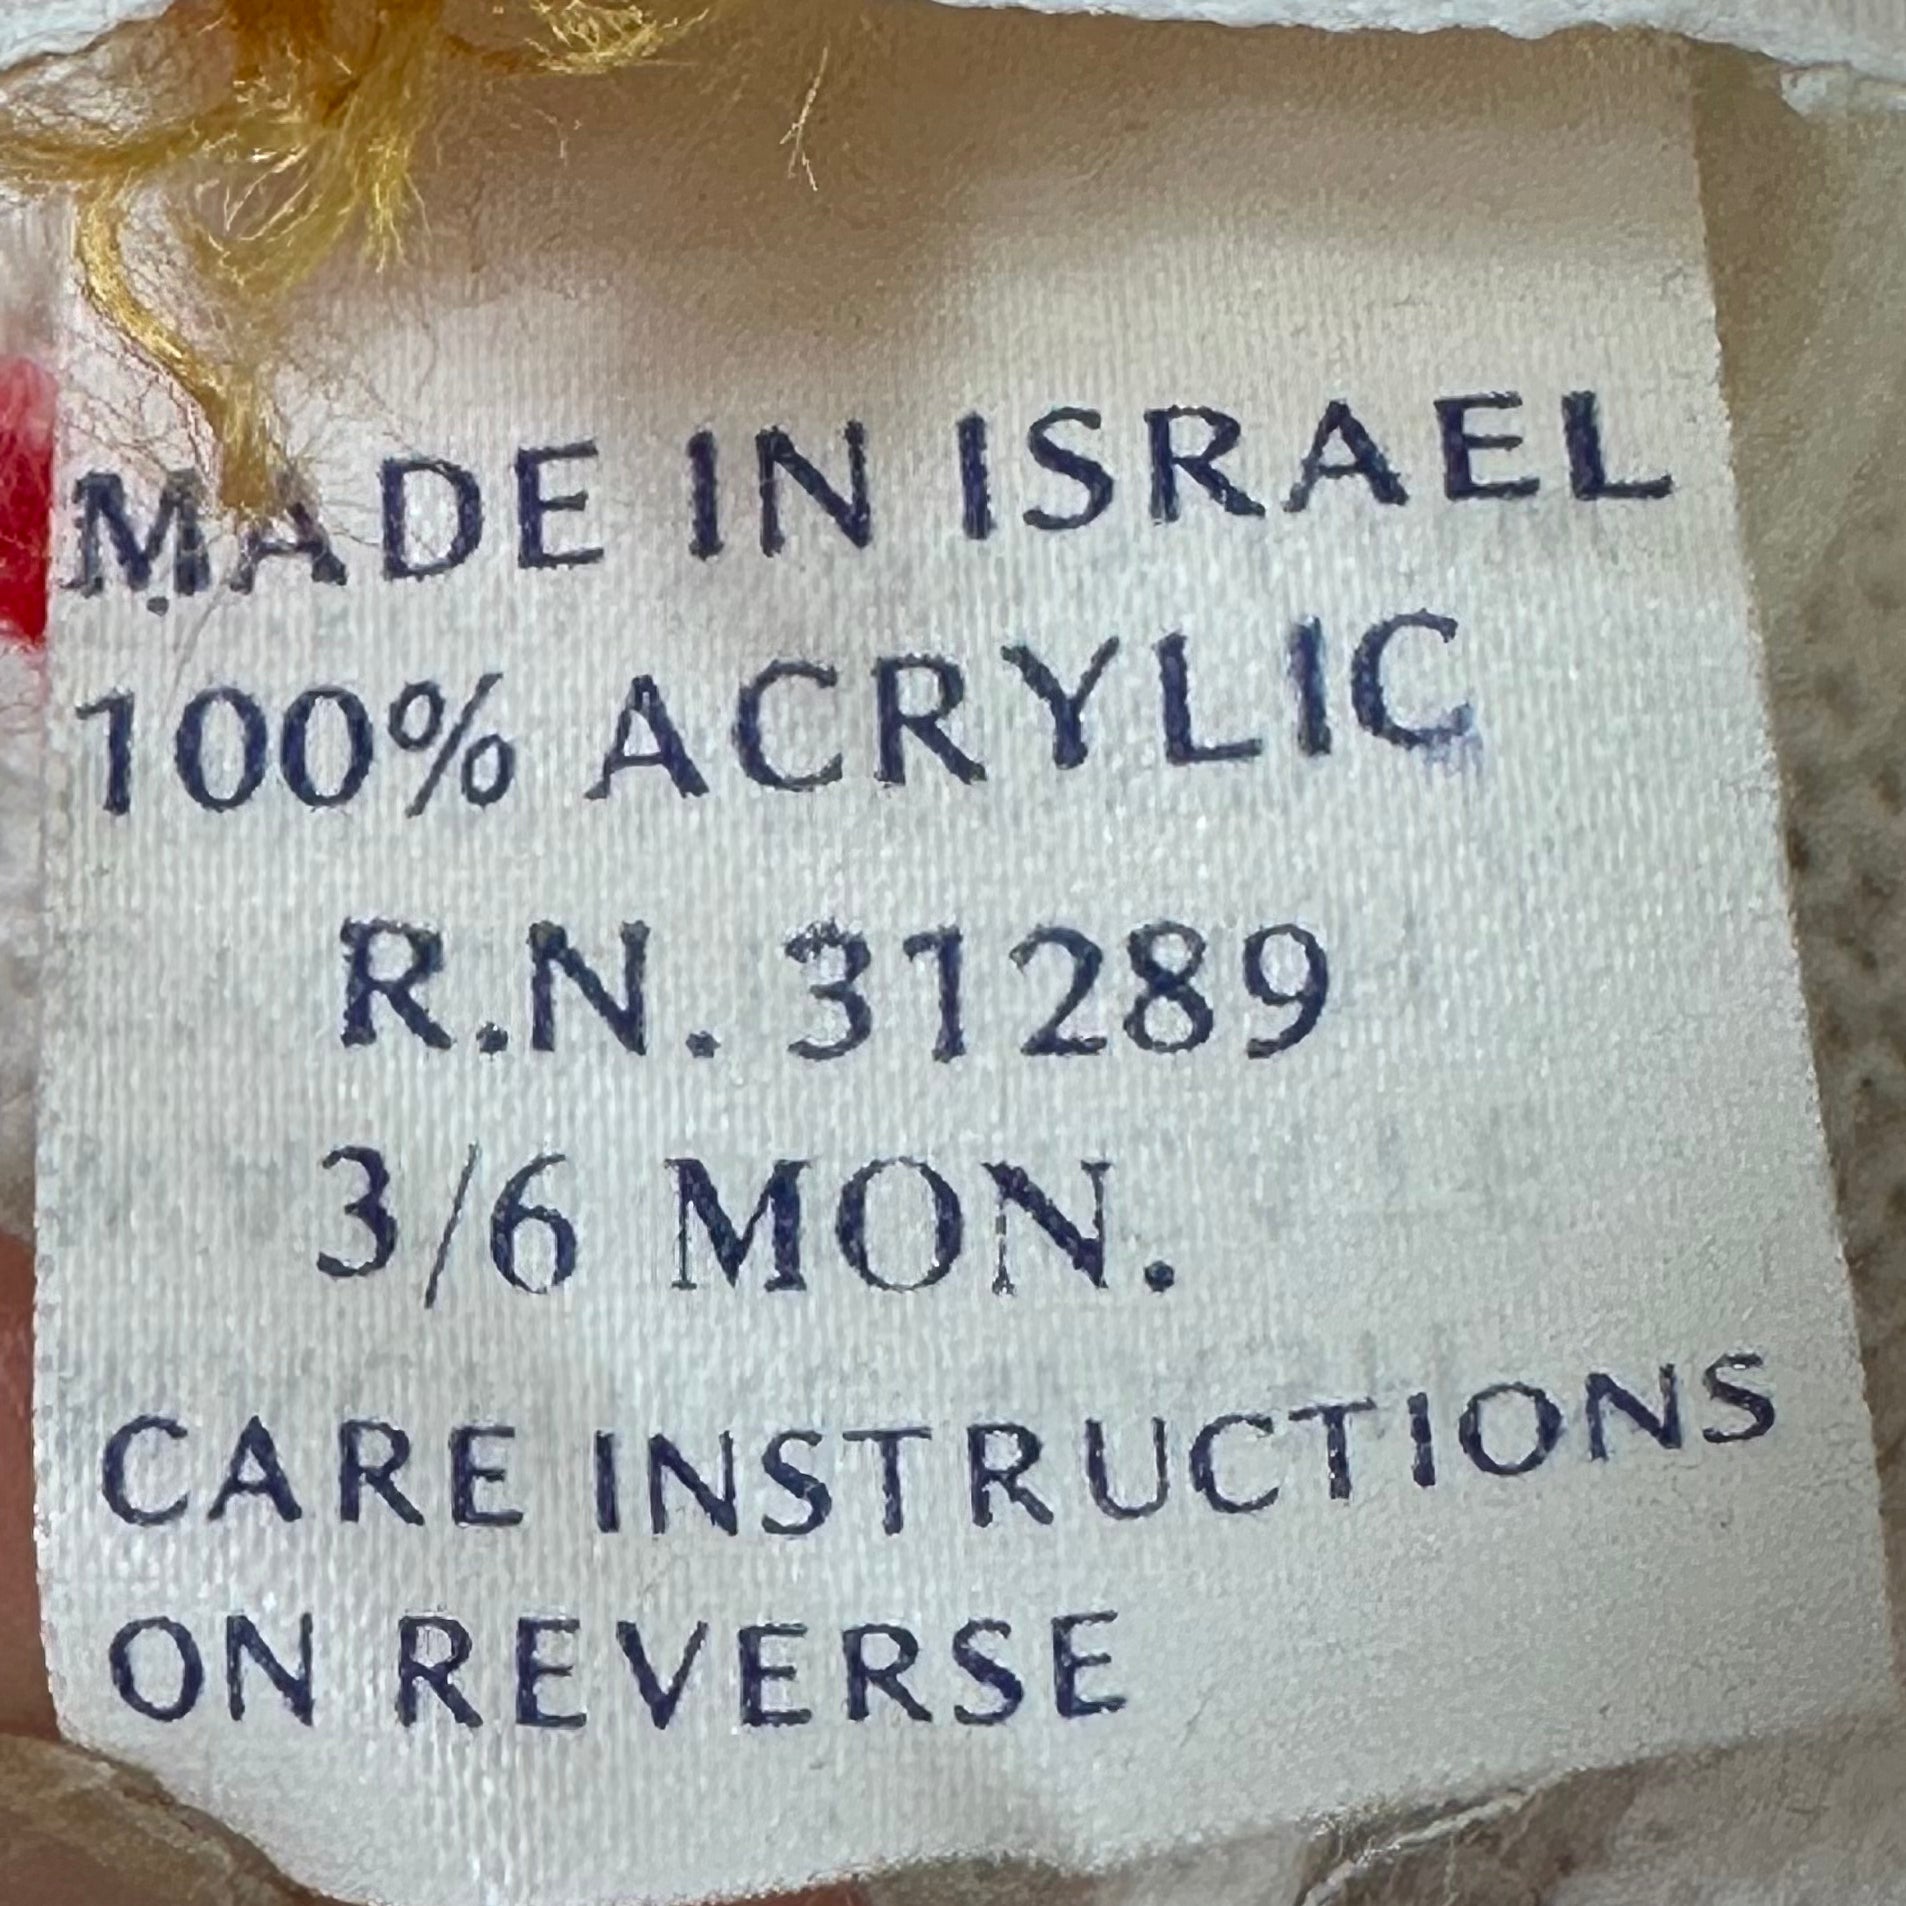 MADE IN ISRAEL
100% ACRYLIC
R.N. 31289
3/6 MON.
CARE INSTRUCTIONS
ON REVERSE